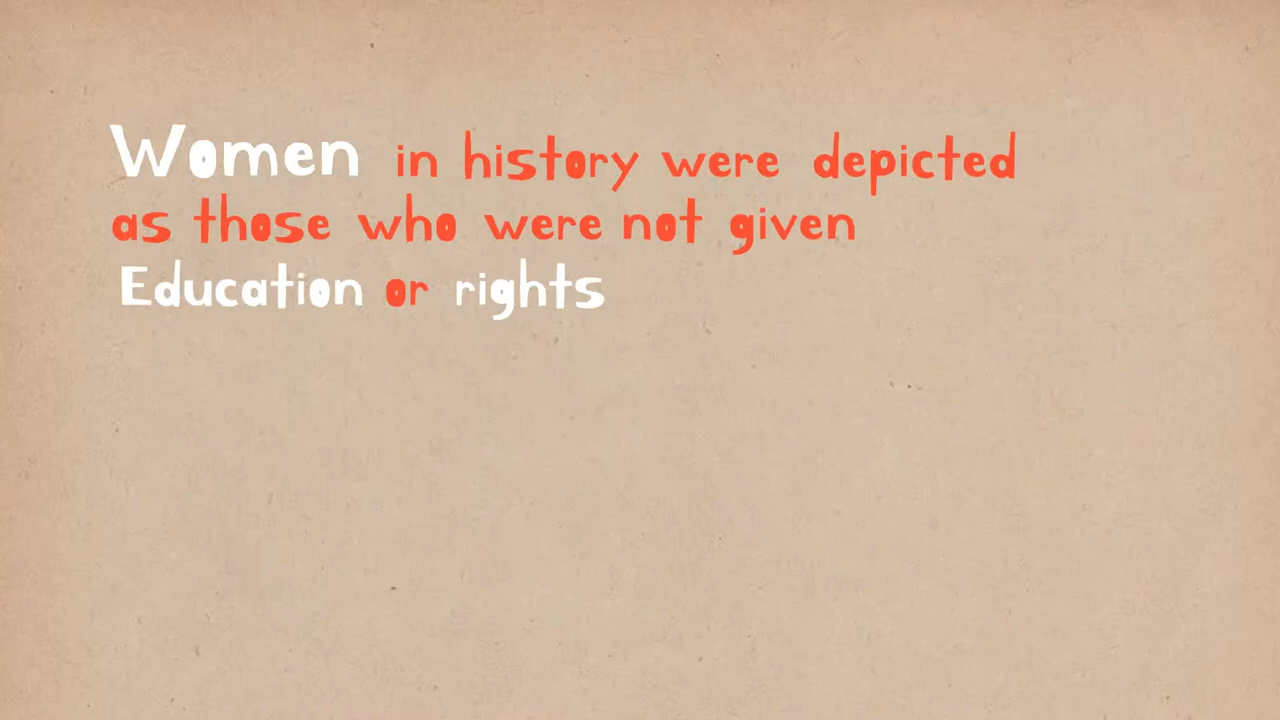 Women in history were depicted
as those who were not given
Education or rights